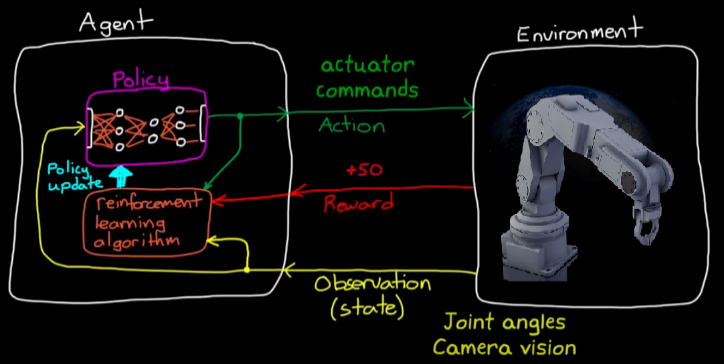 Agent
Environment
Policy
actuator
commands
Action
Policy
update
+50
Reward
reinforcement
learning
algorithm
Observation
(state)
Joint angles
Camera vision